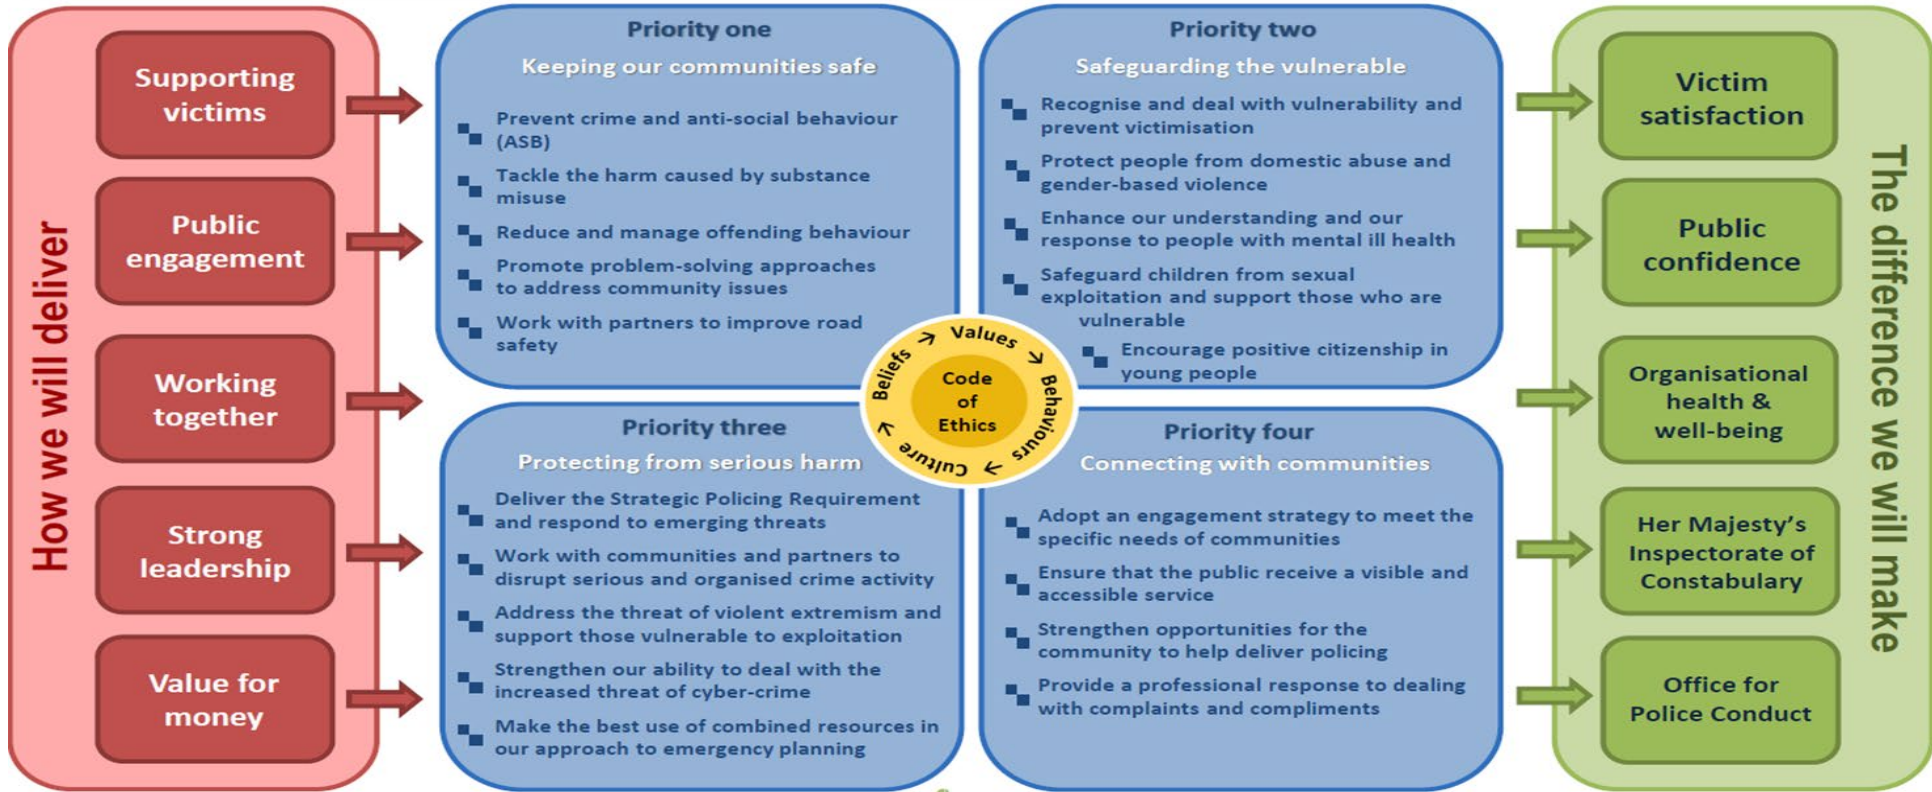 How we will deliver
Supporting
victims
Public
engagement
Working
together
Strong
leadership
Value for
money
Priority one
Keeping our communities safe
Prevent crime and anti-social behaviour
(ASB)
Tackle the harm caused by substance
misuse
Reduce and manage offending behaviour
Promote problem-solving approaches
to address community issues
Work with partners to improve road
safety
Priority two
Safeguarding the vulnerable
Recognise and deal with vulnerability and
prevent victimisation
Protect people from domestic abuse and
gender-based violence
Enhance our understanding and our
response to people with mental ill health
Safeguard children from sexual
exploitation and support those who are
vulnerable
Encourage positive citizenship in
young people
Beliefs → Values → Behaviours → Culture →
Code
of
Ethics
Priority three
Protecting from serious harm
Deliver the Strategic Policing Requirement
and respond to emerging threats
Work with communities and partners to
disrupt serious and organised crime activity
Address the threat of violent extremism and
support those vulnerable to exploitation
Strengthen our ability to deal with the
increased threat of cyber-crime
Make the best use of combined resources in
our approach to emergency planning
Priority four
Connecting with communities
Adopt an engagement strategy to meet the
specific needs of communities
Ensure that the public receive a visible and
accessible service
Strengthen opportunities for the
community to help deliver policing
Provide a professional response to dealing
with complaints and compliments
Victim
satisfaction
Public
confidence
Organisational
health &
well-being
Her Majesty’s
Inspectorate of
Constabulary
Office for
Police Conduct
The difference we will make